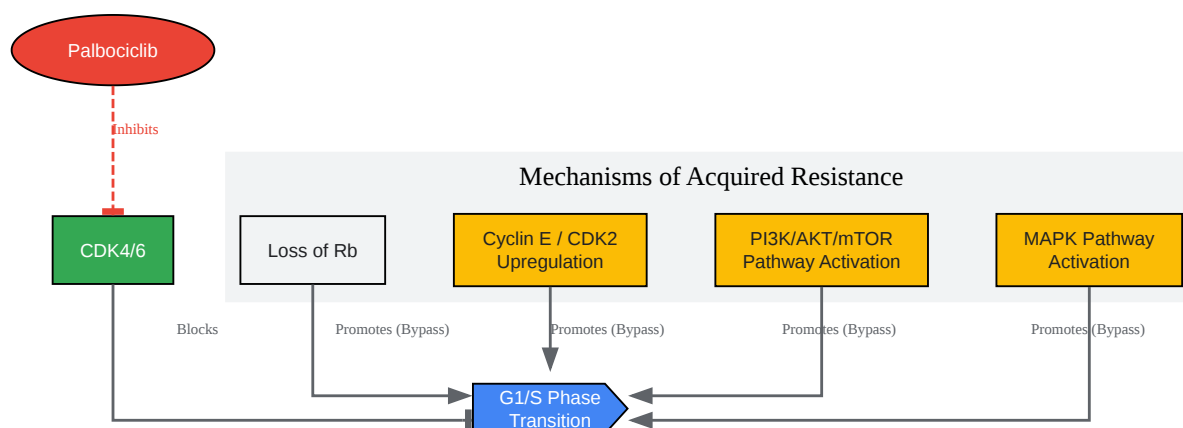 Palbociclib
Inhibits
Mechanisms of Acquired Resistance
CDK4/6
Loss of Rb
Cyclin E / CDK2
Upregulation
PI3K/AKT/mTOR
Pathway Activation
MAPK Pathway
Activation
Blocks
Promotes (Bypass)
Promotes (Bypass)
Promotes (Bypass)
Promotes (Bypass)
G1/S Phase
Transition